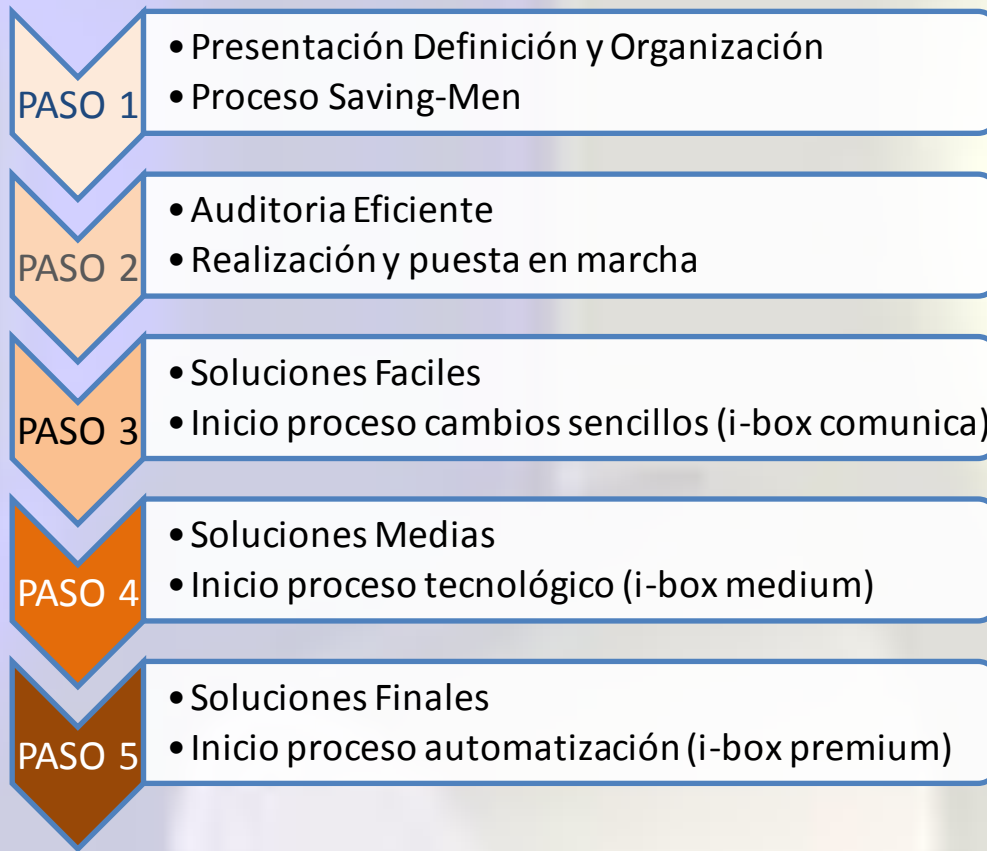 PASO 1
• Presentación Definición y Organización
• Proceso Saving-Men
PASO 2
• Auditoria Eficiente
• Realización y puesta en marcha
PASO 3
• Soluciones Faciles
• Inicio proceso cambios sencillos (i-box comunica)
PASO 4
• Soluciones Medias
• Inicio proceso tecnológico (i-box medium)
PASO 5
• Soluciones Finales
• Inicio proceso automatización (i-box premium)